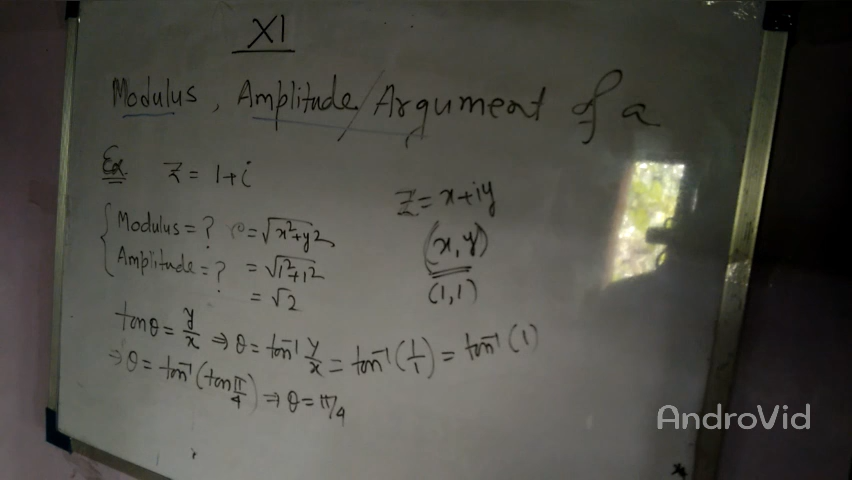 XI
Modulus, Amplitude/Argument of a
Ex. Z = 1+i
Z = x+iy
{ Modulus = ? r = √x²+y²
(x,y)
Amplitude = ? = √1²+1²
(1,1)
= √2
tanθ = y/x ⇒ θ = tan⁻¹ y/x = tan⁻¹(1/1) = tan⁻¹(1)
⇒ θ = tan⁻¹(tan π/4) ⇒ θ = π/4
AndroVid